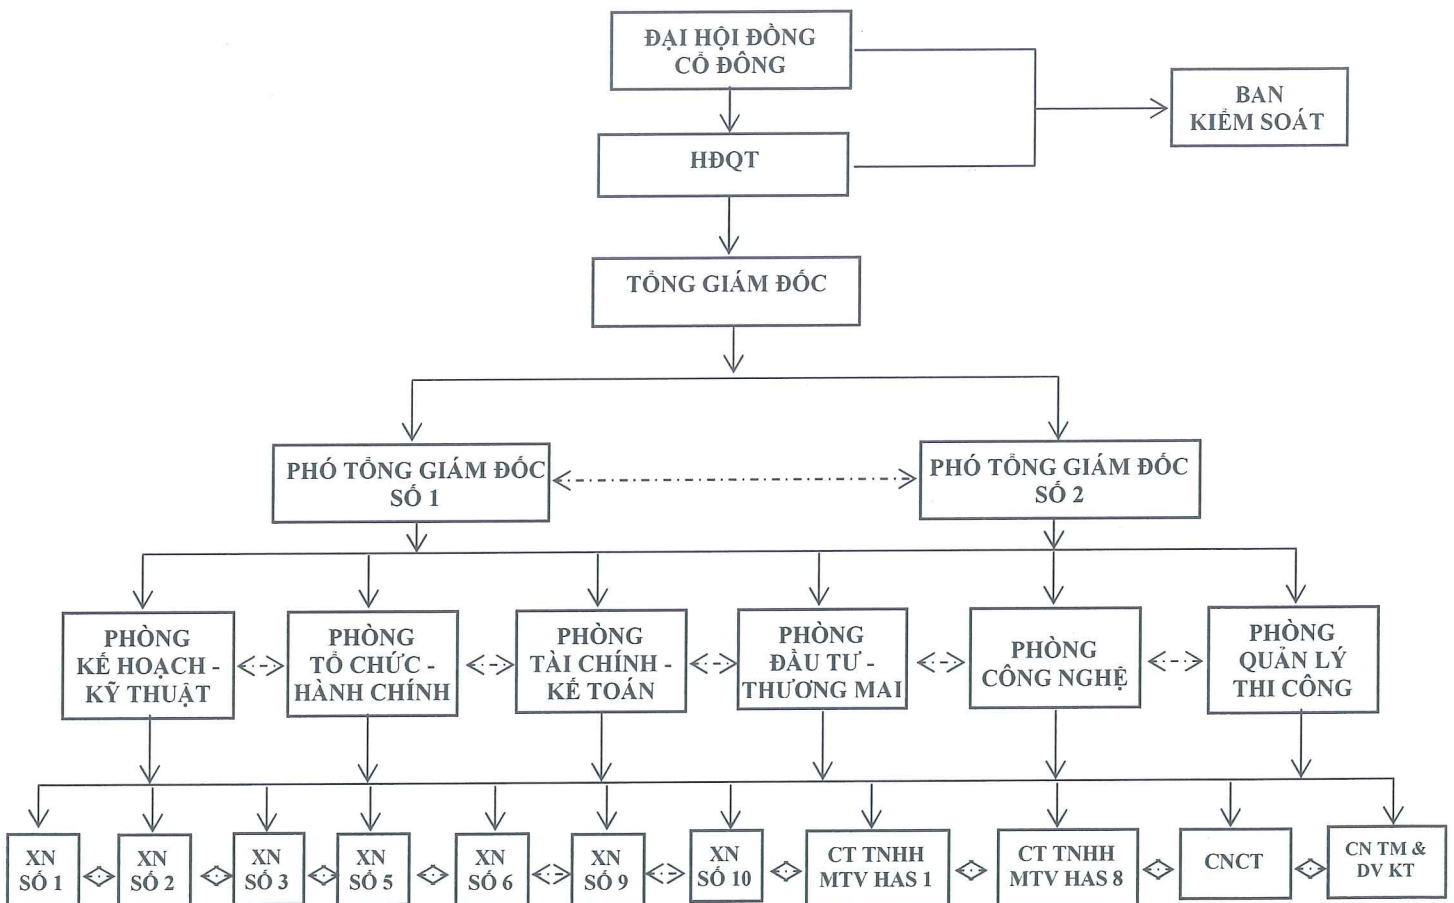 ĐẠI HỘI ĐỒNG
CỔ ĐÔNG
BAN
KIỂM SOÁT
HĐQT
TỔNG GIÁM ĐỐC
PHÓ TỔNG GIÁM ĐỐC
SỐ 1
PHÓ TỔNG GIÁM ĐỐC
SỐ 2
PHÒNG
KẾ HOẠCH -
KỸ THUẬT
PHÒNG
TỔ CHỨC -
HÀNH CHÍNH
PHÒNG
TÀI CHÍNH -
KẾ TOÁN
PHÒNG
ĐẦU TƯ -
THƯƠNG MAI
PHÒNG
CÔNG NGHỆ
PHÒNG
QUẢN LÝ
THI CÔNG
XN
SỐ 1
XN
SỐ 2
XN
SỐ 3
XN
SỐ 5
XN
SỐ 6
XN
SỐ 9
XN
SỐ 10
CT TNHH
MTV HAS 1
CT TNHH
MTV HAS 8
CNCT
CN TM &
DV KT